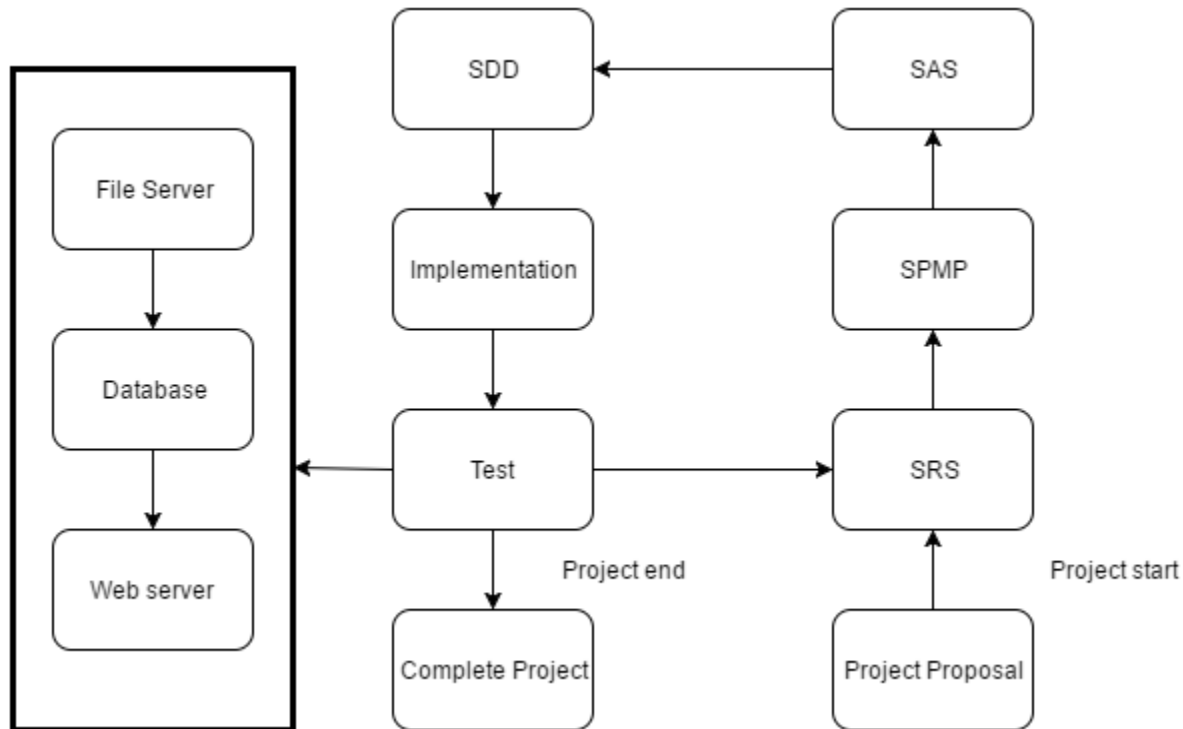 SDD
SAS
File Server
Implementation
SPMP
Database
Test
SRS
Project end
Project start
Web server
Complete Project
Project Proposal